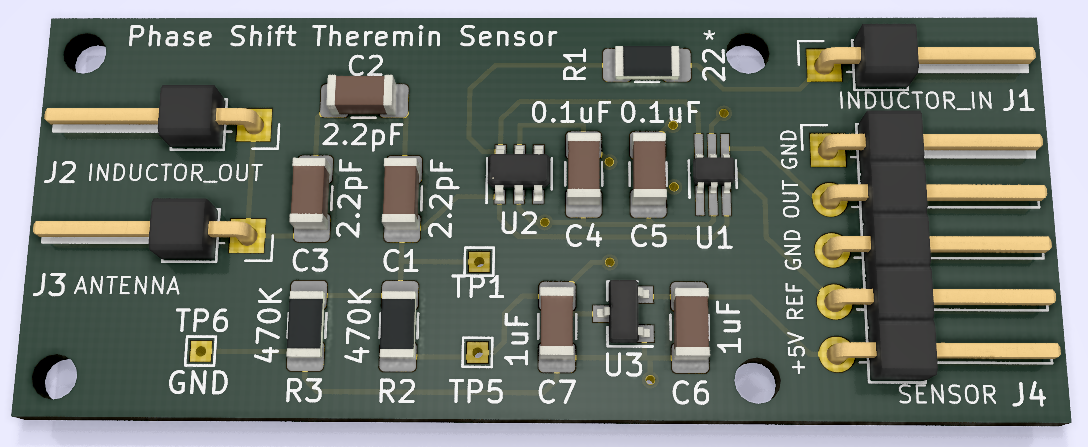 Phase Shift Theremin Sensor
R1
22*
C2
2.2pF
0.1uF 0.1uF
INDUCTOR_IN J1
J2 INDUCTOR_OUT
J3 ANTENNA
2.2pF
2.2pF
C3
C1
U2
C4
C5
U1
GND
OUT
GND
REF
+5V
TP1
TP6
GND
470K
470K
R3
R2
TP5
1uF
C7
U3
1uF
C6
SENSOR J4